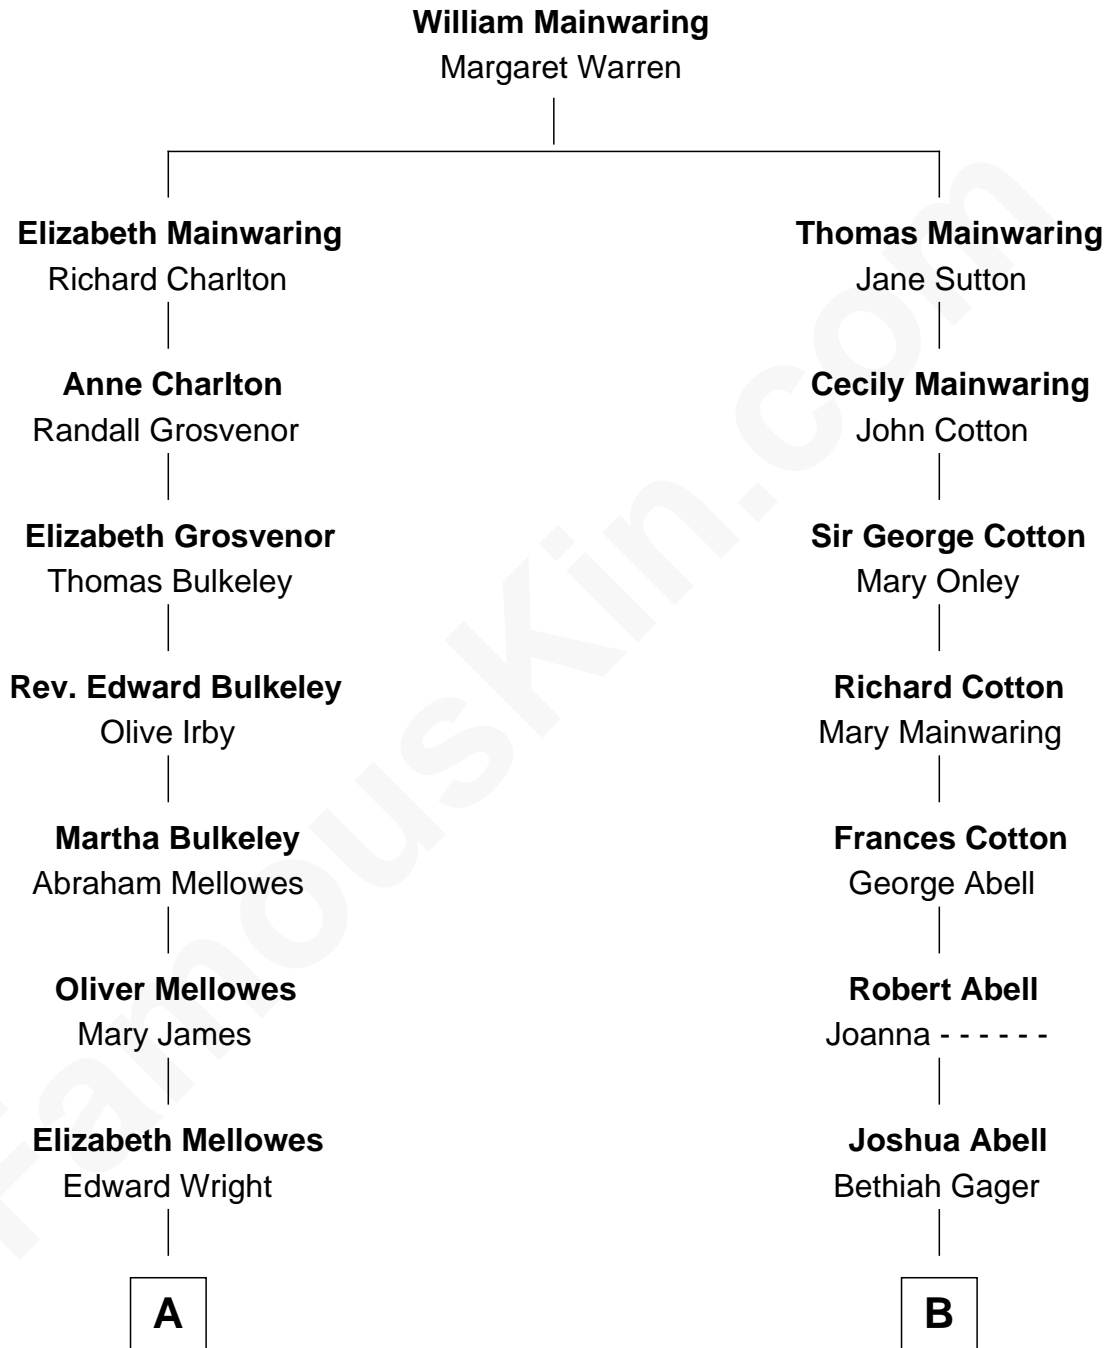 William Mainwaring
Margaret Warren
Elizabeth Mainwaring
Richard Charlton
Thomas Mainwaring
Jane Sutton
Anne Charlton
Randall Grosvenor
Cecily Mainwaring
John Cotton
Elizabeth Grosvenor
Thomas Bulkeley
Sir George Cotton
Mary Onley
Rev. Edward Bulkeley
Olive Irby
Richard Cotton
Mary Mainwaring
Martha Bulkeley
Abraham Mellowes
Frances Cotton
George Abell
Oliver Mellowes
Mary James
Robert Abell
Joanna - - - - - -
Elizabeth Mellowes
Edward Wright
Joshua Abell
Bethiah Gager
A
B
FamousKin.com